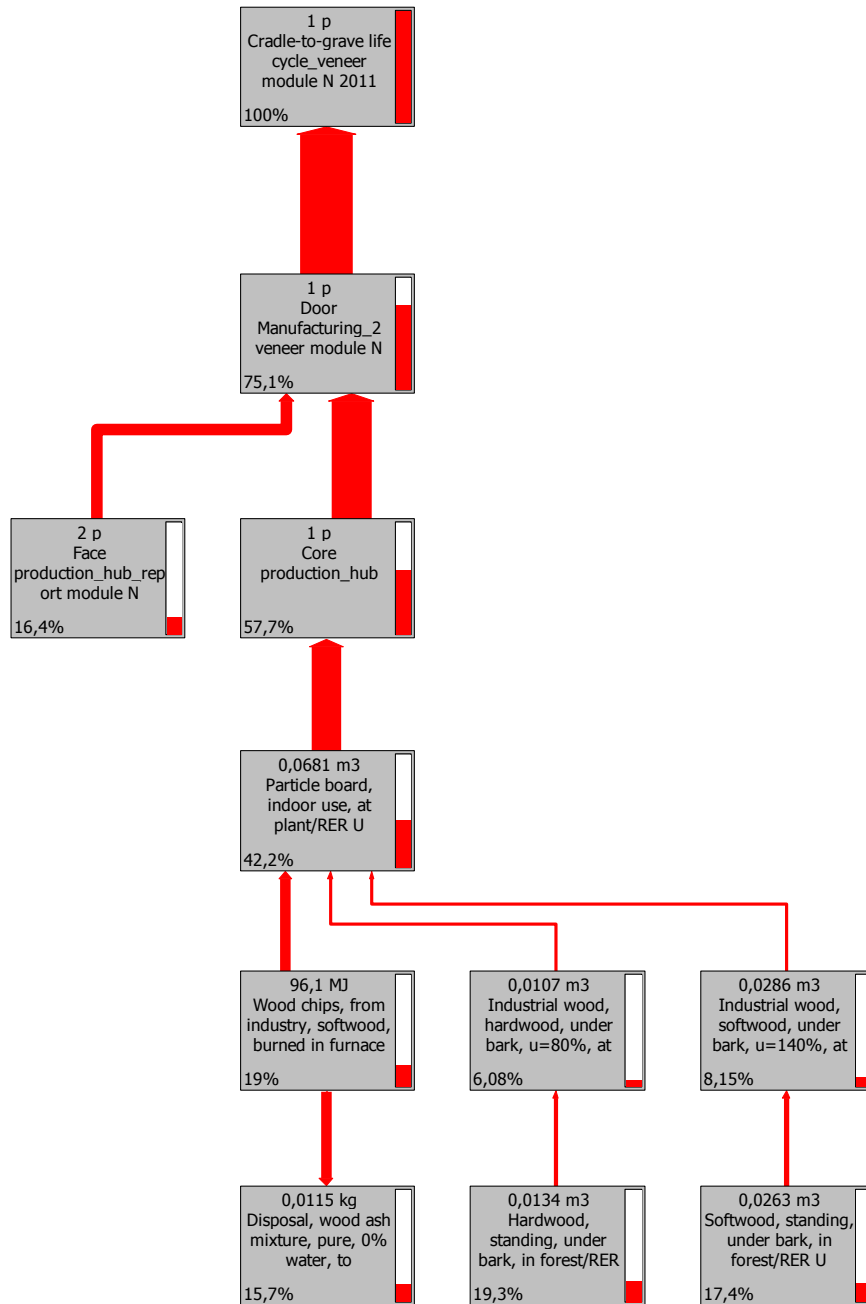 1 p
Cradle-to-grave life
cycle_veneer
module N 2011
100%
1 p
Door
Manufacturing_2
veneer module N
75,1%
2 p
Face
production_hub_rep
ort module N
16,4%
1 p
Core
production_hub
57,7%
0,0681 m3
Particle board,
indoor use, at
plant/RER U
42,2%
96,1 MJ
Wood chips, from
industry, softwood,
burned in furnace
19%
0,0107 m3
Industrial wood,
hardwood, under
bark, u=80%, at
6,08%
0,0286 m3
Industrial wood,
softwood, under
bark, u=140%, at
8,15%
0,0115 kg
Disposal, wood ash
mixture, pure, 0%
water, to
15,7%
0,0134 m3
Hardwood,
standing, under
bark, in forest/RER
19,3%
0,0263 m3
Softwood, standing,
under bark, in
forest/RER U
17,4%